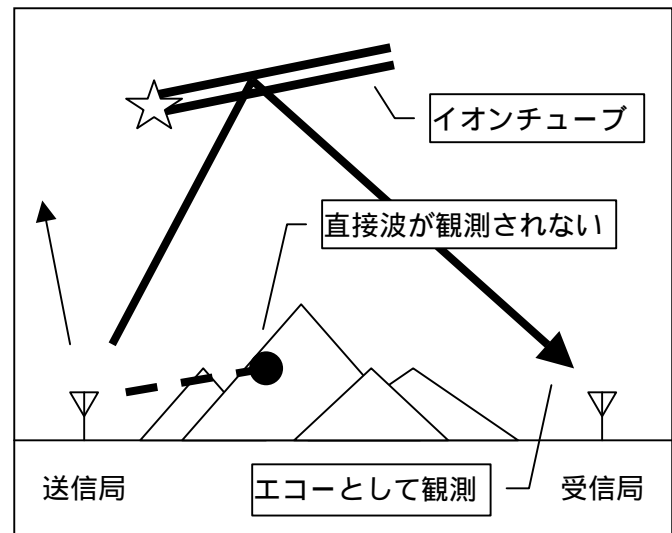 イオンチューブ
直接波が観測されない
エコーとして観測
送信局
受信局